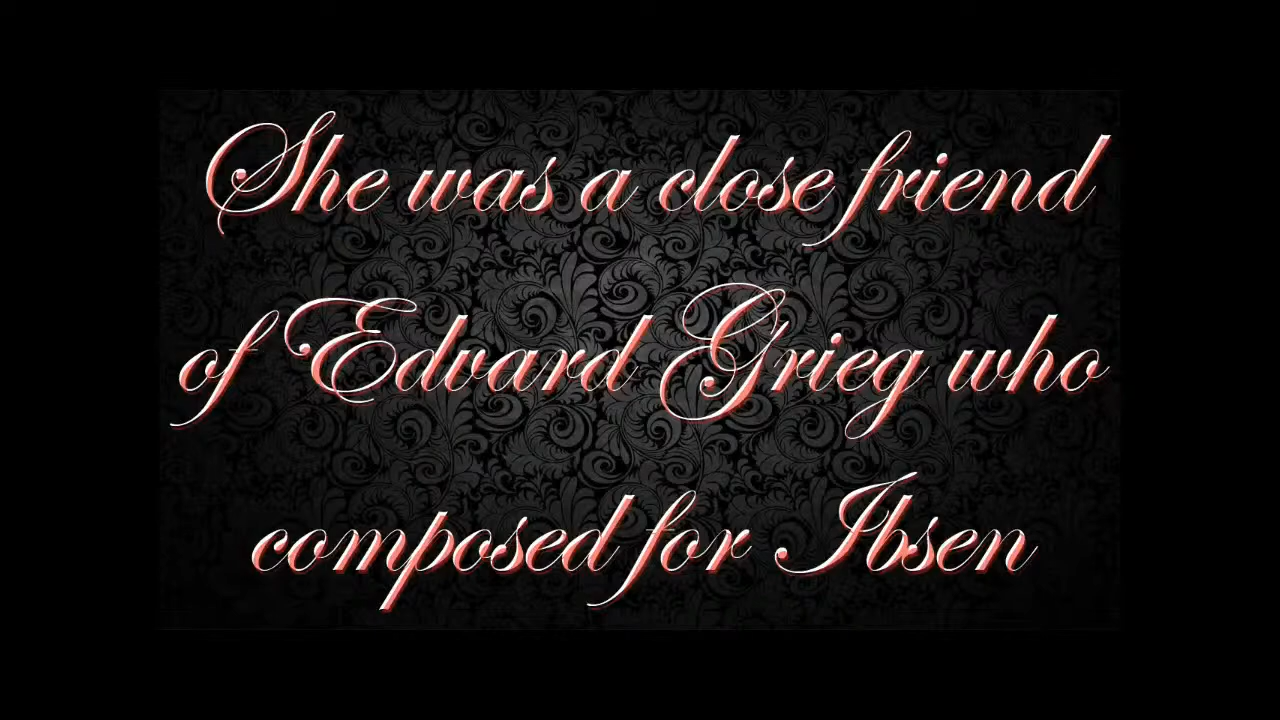 She was a close friend
of Edvard Grieg who
composed for Ibsen